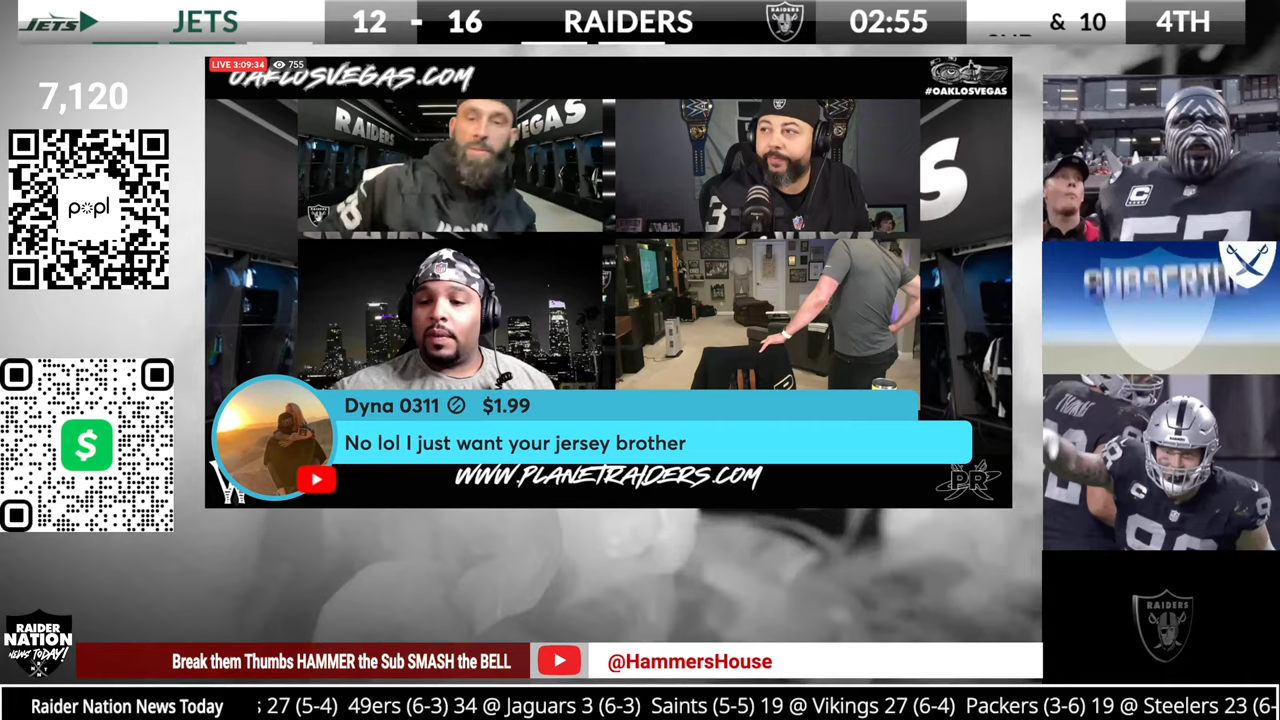 JETS
JETS
12 - 16
RAIDERS
RAIDERS
02:55
& 10
4TH
LIVE 3:09:34
755
OAKLOSVEGAS.COM
#OAKLOSVEGAS
7,120
popl
RAIDERS
VEGAS
S
C
57
SUBSCRIBE
Dyna 0311 $1.99
No lol I just want your jersey brother
WWW.PLANETRAIDERS.COM
PR
$
C
98
RAIDERS
RAIDER
NATION
NEWS TODAY!
Break them Thumbs HAMMER the Sub SMASH the BELL
@HammersHouse
Raider Nation News Today
27 (5-4) 49ers (6-3) 34 @ Jaguars 3 (6-3) Saints (5-5) 19 @ Vikings 27 (6-4) Packers (3-6) 19 @ Steelers 23 (6-